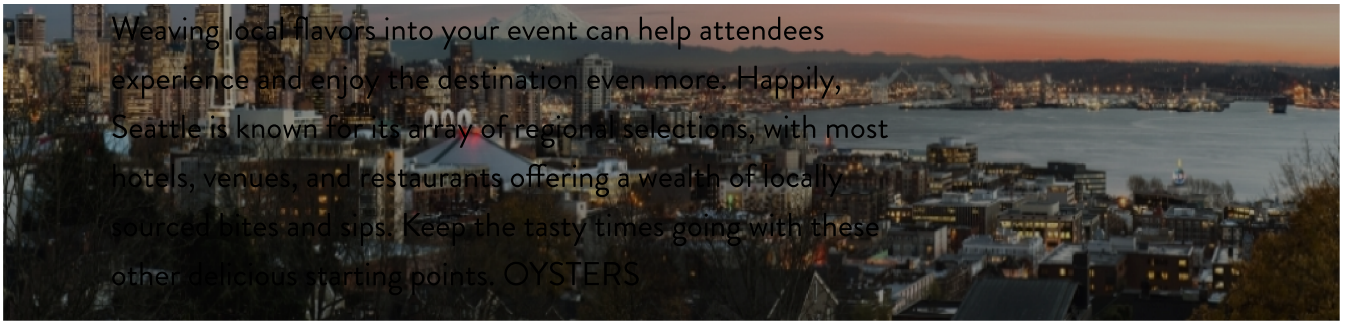 Weaving local flavors into your event can help attendees
experience and enjoy the destination even more. Happily,
Seattle is known for its array of regional selections, with most
hotels, venues, and restaurants offering a wealth of locally
sourced bites and sips. Keep the tasty times going with these
other delicious starting points. OYSTERS